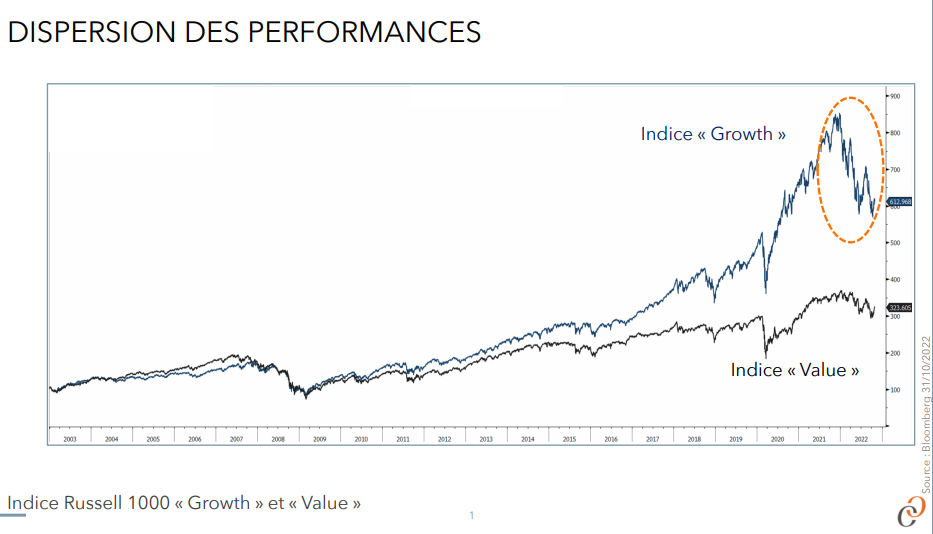 DISPERSION DES PERFORMANCES
900
Indice « Growth »
800
700
612.968
600
500
400
323.605
300
Indice « Value »
200
100
2003 2004 2005 2006 2007 2008 2009 2010 2011 2012 2013 2014 2015 2016 2017 2018 2019 2020 2021 2022
Source : Bloomberg 31/10/2022
Indice Russell 1000 « Growth » et « Value »
1